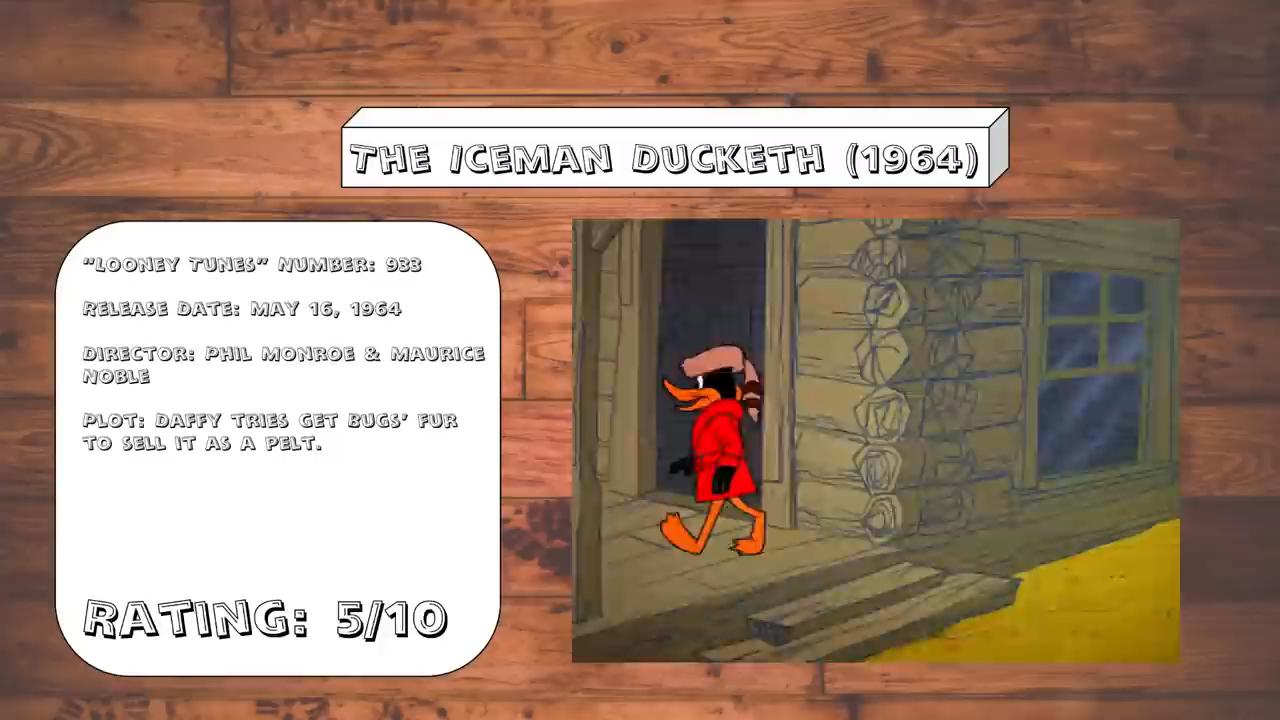 THE ICEMAN DUCKETH (1964)
"LOONEY TUNES" NUMBER: 933
RELEASE DATE: MAY 16, 1964
DIRECTOR: PHIL MONROE & MAURICE
NOBLE
PLOT: DAFFY TRIES GET BUGS' FUR
TO SELL IT AS A PELT.
RATING: 5/10